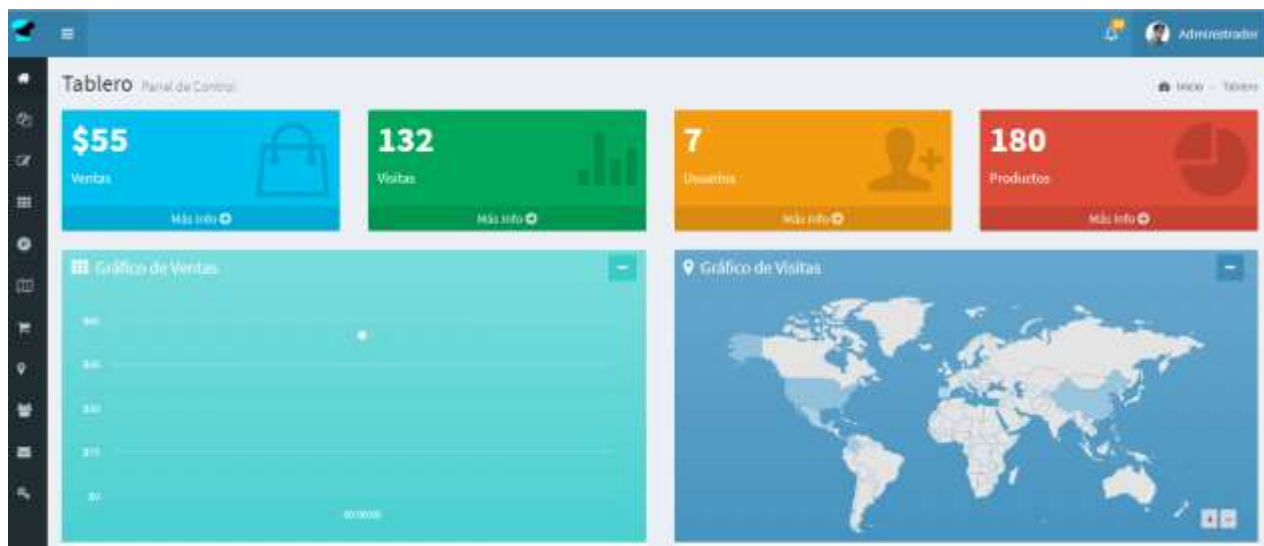 Administrador
Tablero Panel de Control
Inicio Tablero
$55
Ventas
Más Info
132
Visitas
Más Info
7
Usuarios
Más Info
180
Productos
Más Info
Gráfico de Ventas
Gráfico de Visitas
$0
+ -